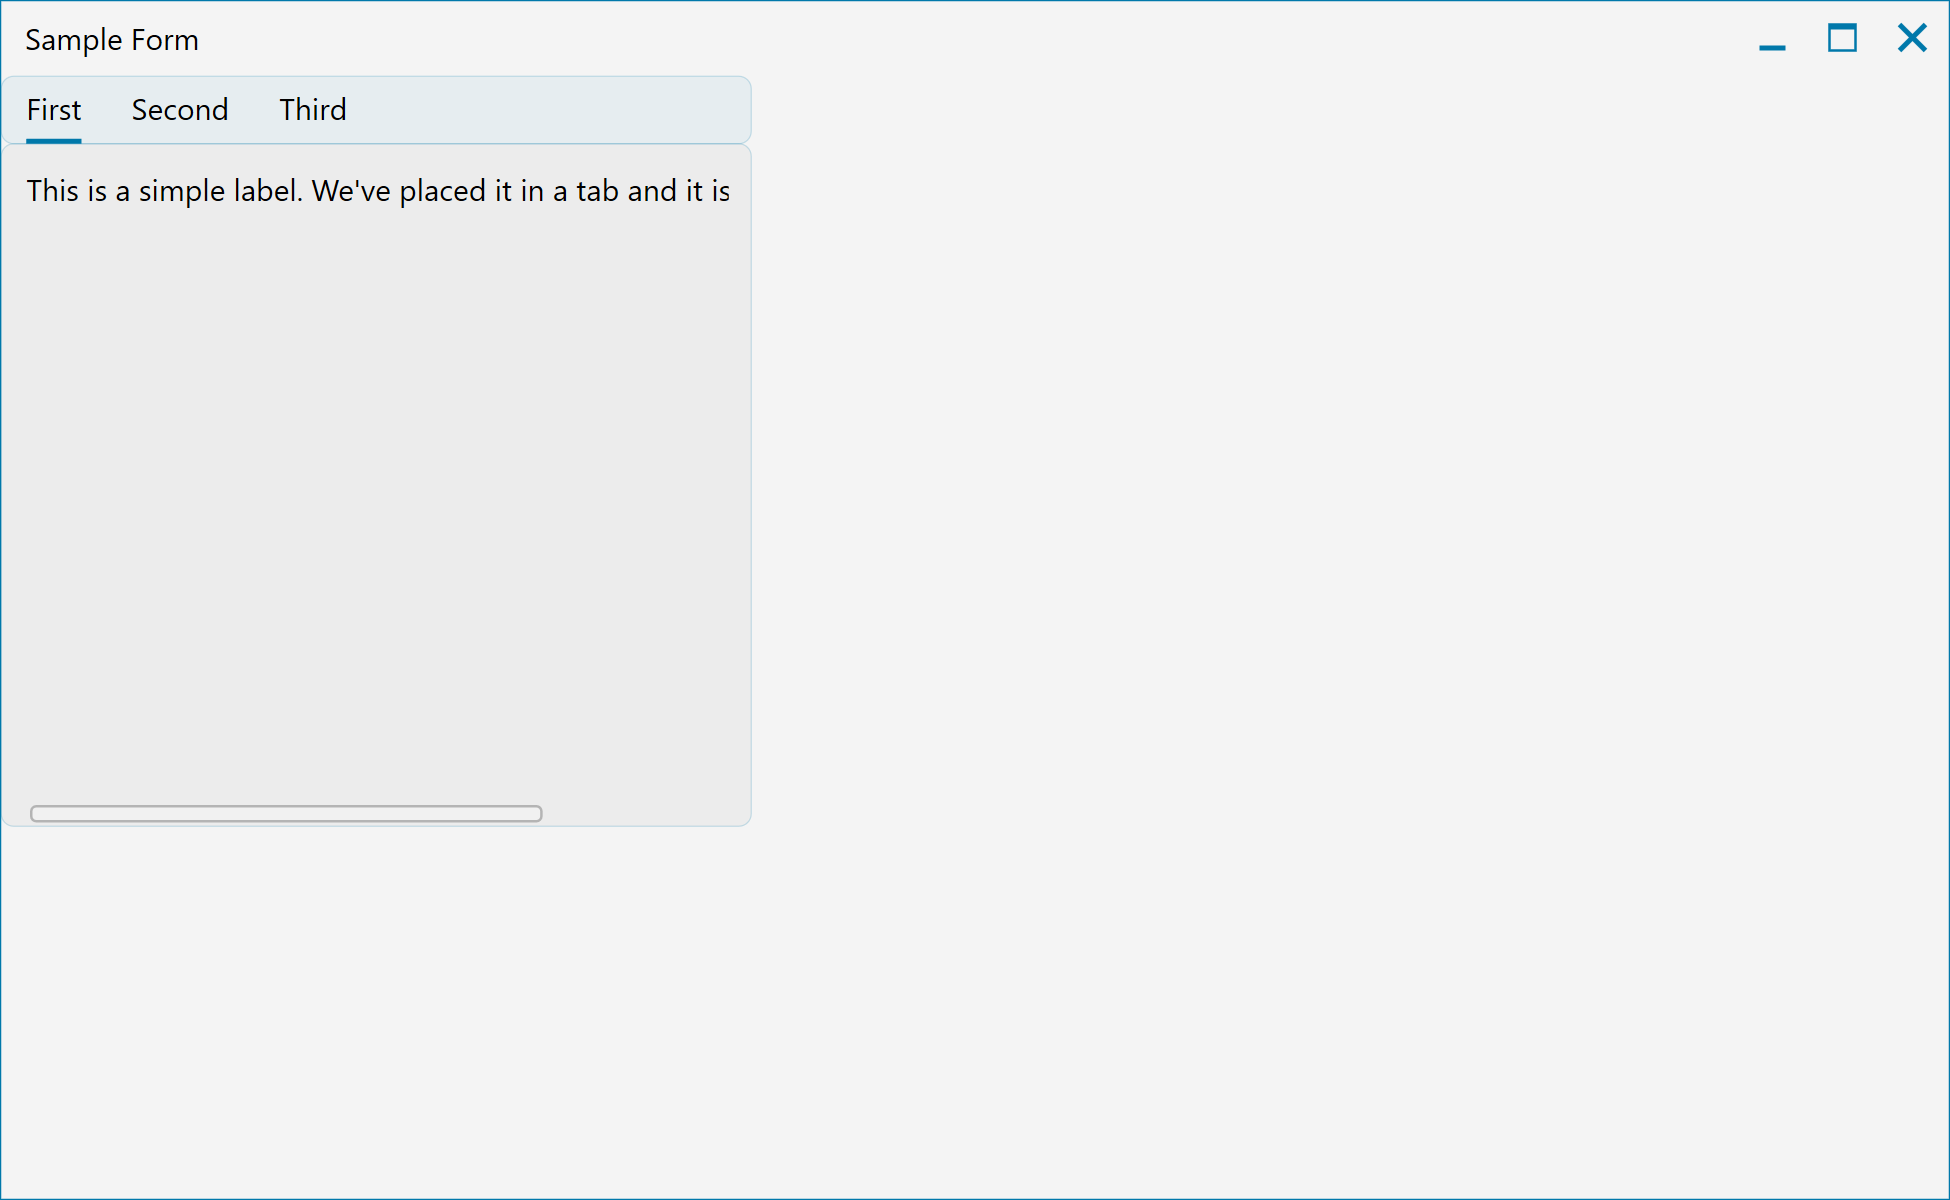 Sample Form
First Second Third
This is a simple label. We've placed it in a tab and it is